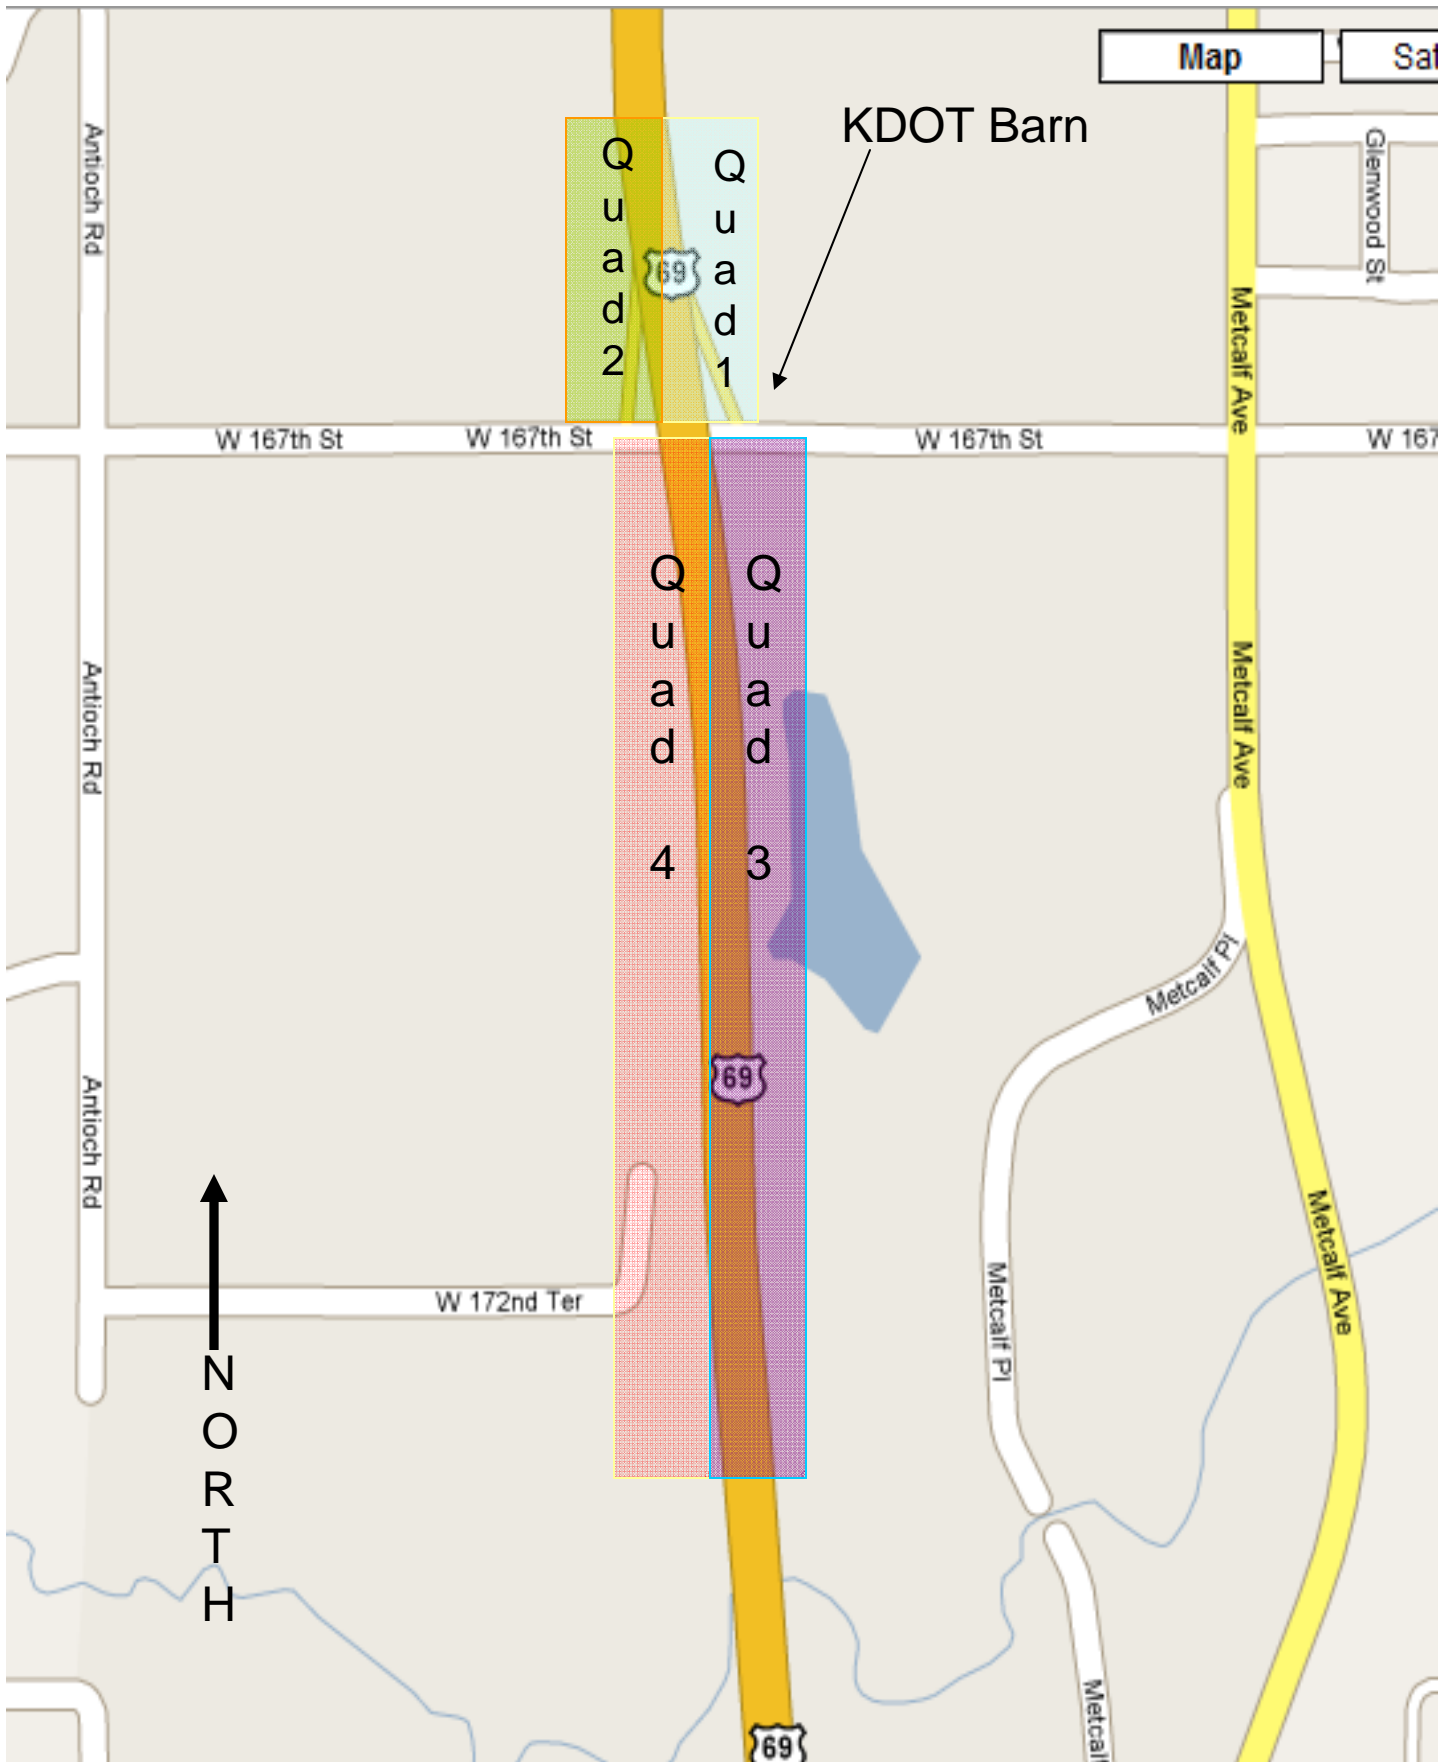 Map
Sat
KDOT Barn
Antioch Rd
Quad 2
Quad 1
69
Glenwood St
Metcalf Ave
W 167th St
W 167th St
W 167th St
W 167
Quad 4
Quad 3
Antioch Rd
Metcalf Ave
Metcalf Pl
69
Antioch Rd
W 172nd Ter
Metcalf Pl
Metcalf Ave
NORTH
Metcalf
69